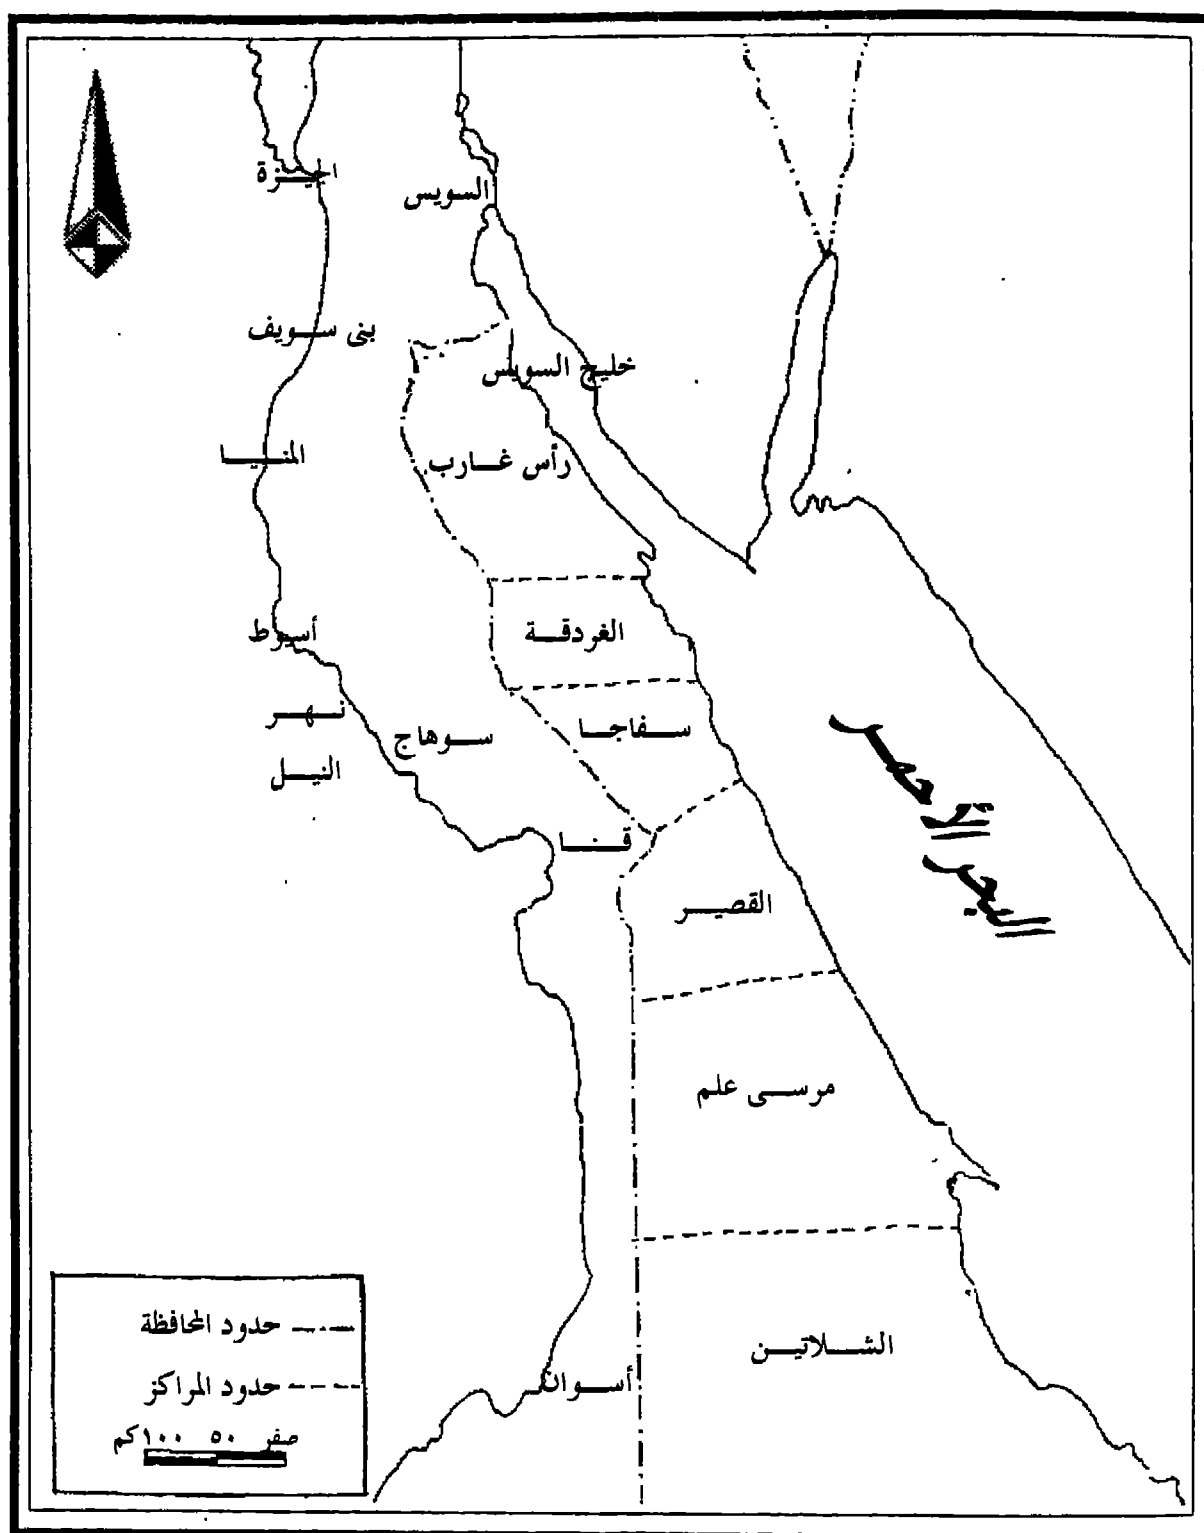 الجيزة
السويس
بنى سويف
خليج السويس
المنيا
رأس غارب
أسيوط
الغردقة
نهر
النيل
سوهاج
سفاجا
البحر
الأحمر
قنا
القصير
مرسى علم
الشلاتين
أسوان
حدود المحافظة
حدود المراكز
صفر ٥٠ ١٠٠كم